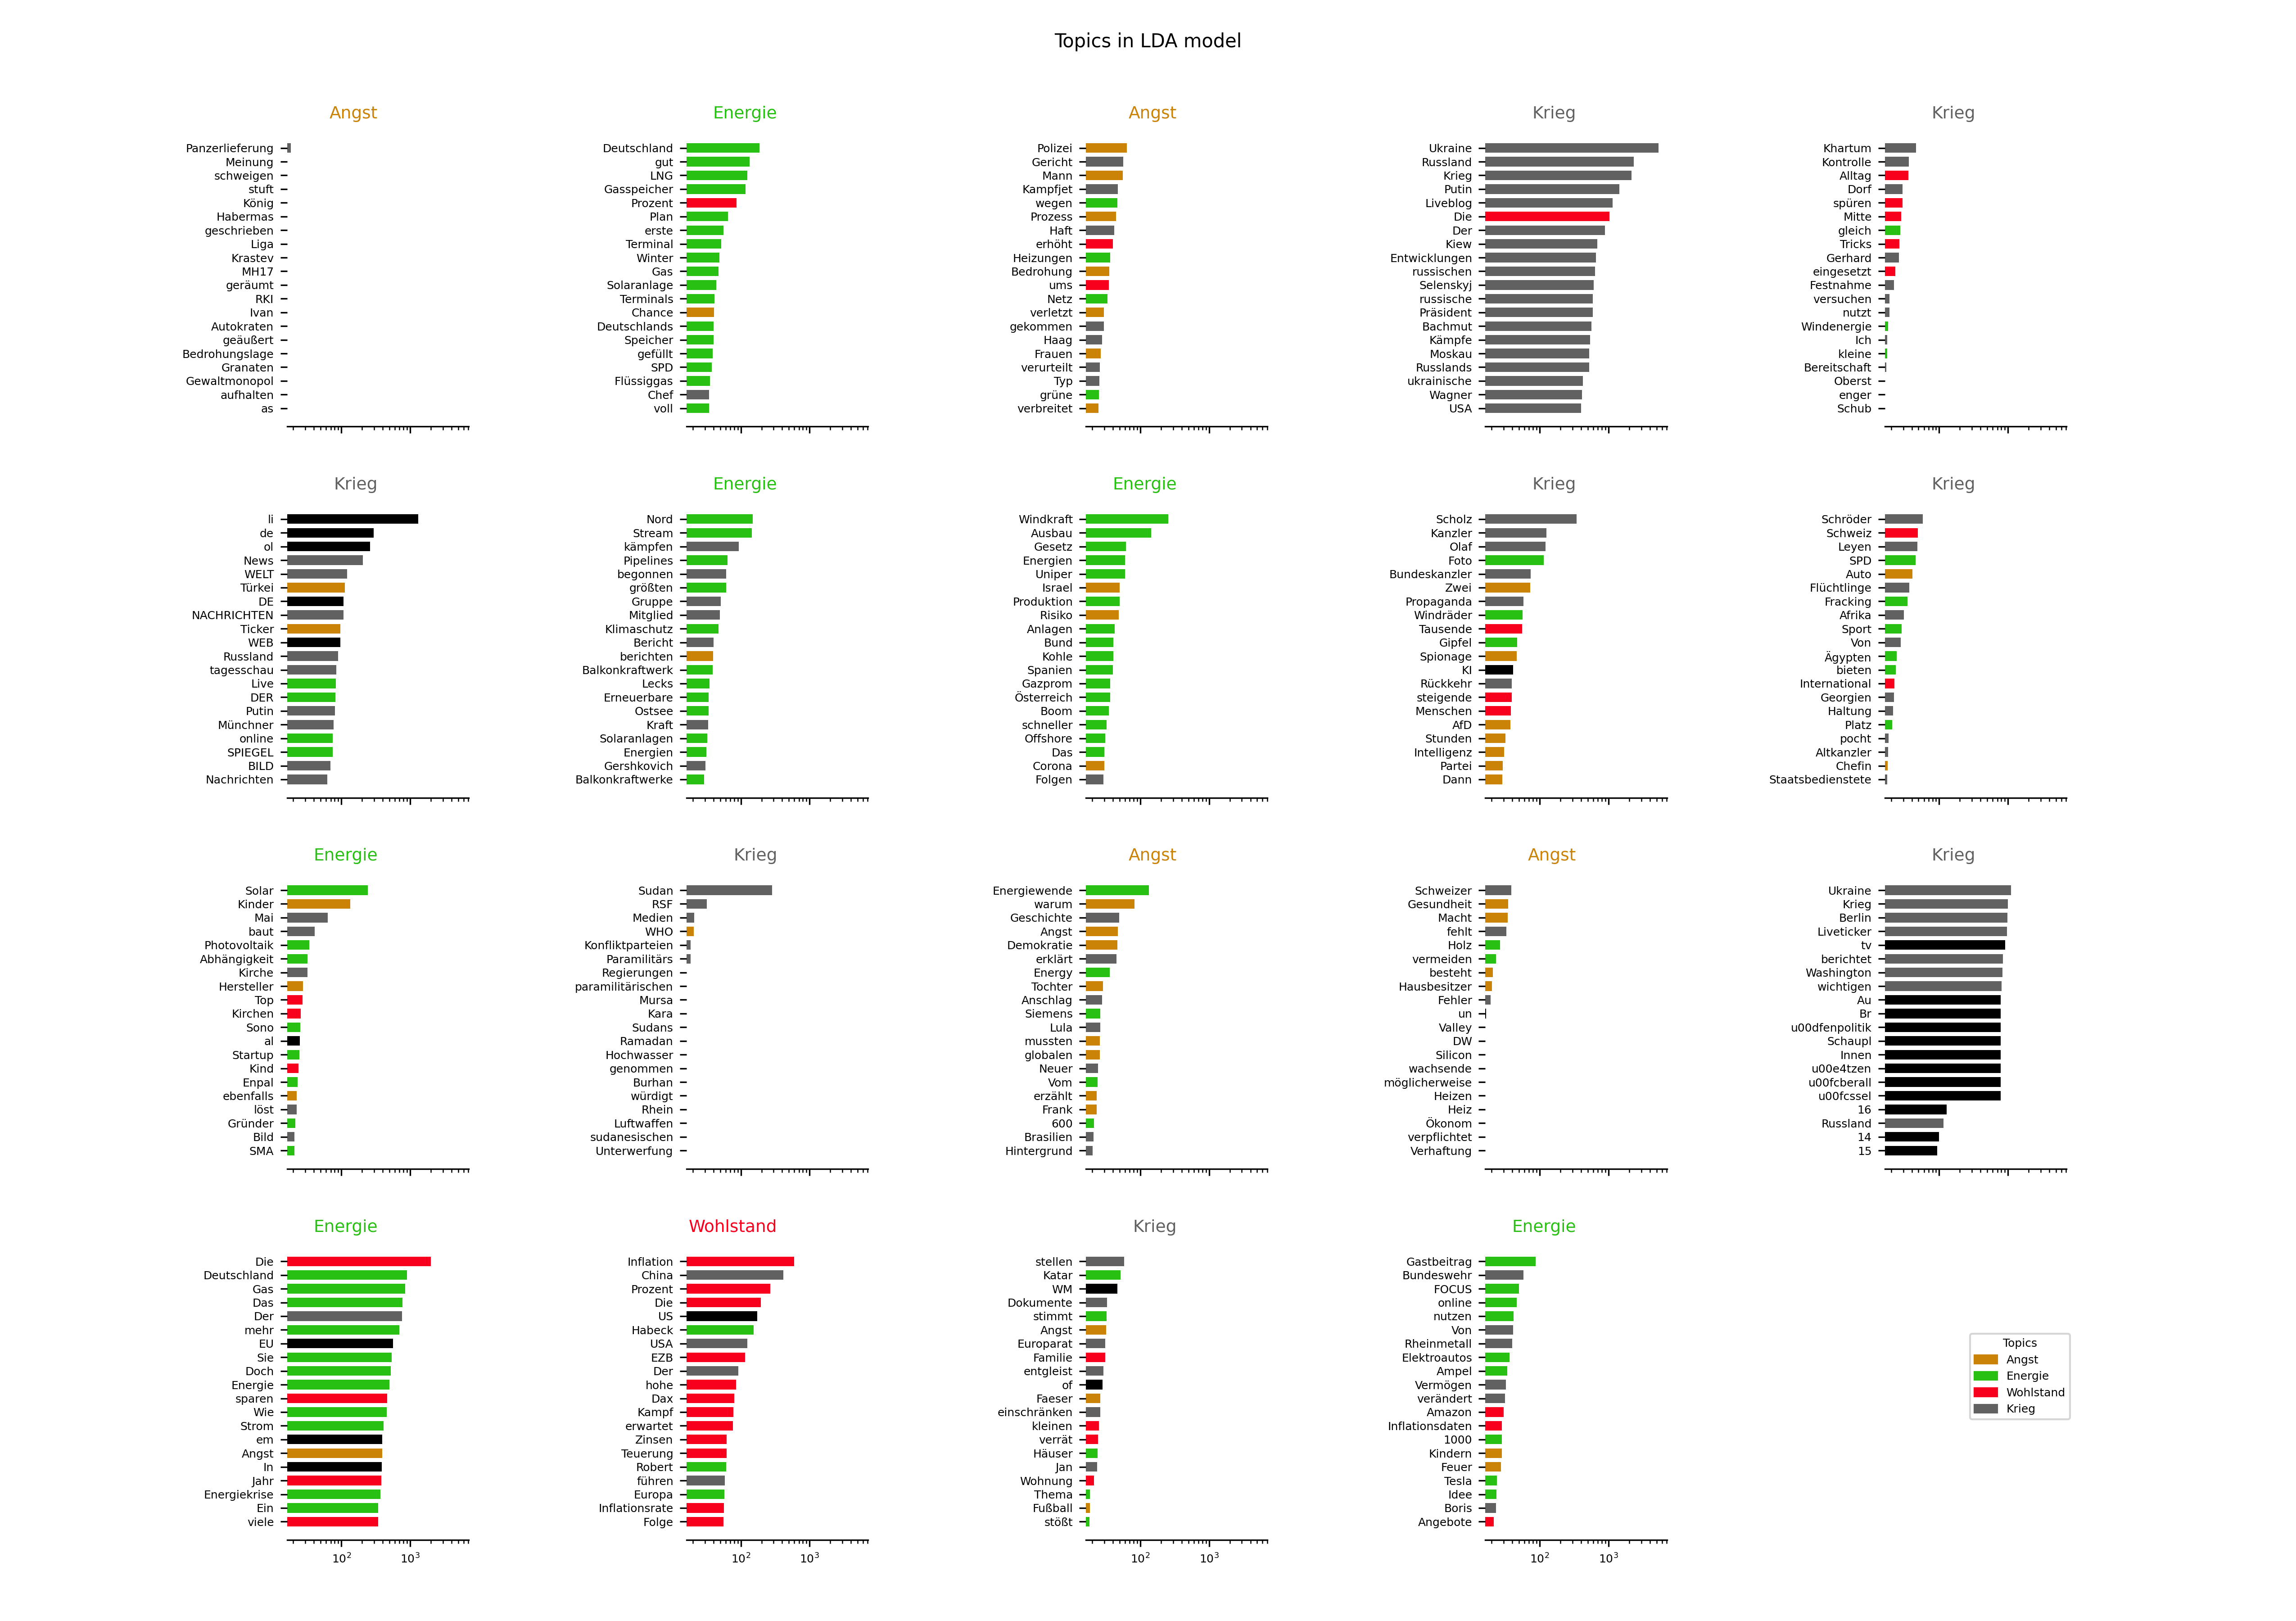 Topics in LDA model
Angst
Panzerlieferung
Meinung
schweigen
stuft
König
Habermas
geschrieben
Liga
Krastev
MH17
geräumt
RKI
Ivan
Autokraten
geäußert
Bedrohungslage
Granaten
Gewaltmonopol
aufhalten
as
Energie
Deutschland
gut
LNG
Gasspeicher
Prozent
Plan
erste
Terminal
Winter
Gas
Solaranlage
Terminals
Chance
Deutschlands
Speicher
gefüllt
SPD
Flüssiggas
Chef
voll
Angst
Polizei
Gericht
Mann
Kampfjet
wegen
Prozess
Haft
erhöht
Heizungen
Bedrohung
ums
Netz
verletzt
gekommen
Haag
Frauen
verurteilt
Typ
grüne
verbreitet
Krieg
Ukraine
Russland
Krieg
Putin
Liveblog
Die
Der
Kiew
Entwicklungen
russischen
Selenskyj
russische
Präsident
Bachmut
Kämpfe
Moskau
Russlands
ukrainische
Wagner
USA
Krieg
Khartum
Kontrolle
Alltag
Dorf
spüren
Mitte
gleich
Tricks
Gerhard
eingesetzt
Festnahme
versuchen
nutzt
Windenergie
Ich
kleine
Bereitschaft
Oberst
enger
Schub
Krieg
li
de
ol
News
WELT
Türkei
DE
NACHRICHTEN
Ticker
WEB
Russland
tagesschau
Live
DER
Putin
Münchner
online
SPIEGEL
BILD
Nachrichten
Energie
Nord
Stream
kämpfen
Pipelines
begonnen
größten
Gruppe
Mitglied
Klimaschutz
Bericht
berichten
Balkonkraftwerk
Lecks
Erneuerbare
Ostsee
Kraft
Solaranlagen
Energien
Gershkovich
Balkonkraftwerke
Energie
Windkraft
Ausbau
Gesetz
Energien
Uniper
Israel
Produktion
Risiko
Anlagen
Bund
Kohle
Spanien
Gazprom
Österreich
Boom
schneller
Offshore
Das
Corona
Folgen
Krieg
Scholz
Kanzler
Olaf
Foto
Bundeskanzler
Zwei
Propaganda
Windräder
Tausende
Gipfel
Spionage
KI
Rückkehr
steigende
Menschen
AfD
Stunden
Intelligenz
Partei
Dann
Krieg
Schröder
Schweiz
Leyen
SPD
Auto
Flüchtlinge
Fracking
Afrika
Sport
Von
Ägypten
bieten
International
Georgien
Haltung
Platz
pocht
Altkanzler
Chefin
Staatsbedienstete
Energie
Solar
Kinder
Mai
baut
Photovoltaik
Abhängigkeit
Kirche
Hersteller
Top
Kirchen
Sono
al
Startup
Kind
Enpal
ebenfalls
löst
Gründer
Bild
SMA
Krieg
Sudan
RSF
Medien
WHO
Konfliktparteien
Paramilitärs
Regierungen
paramilitärischen
Mursa
Kara
Sudans
Ramadan
Hochwasser
genommen
Burhan
würdigt
Rhein
Luftwaffen
sudanesischen
Unterwerfung
Angst
Energiewende
warum
Geschichte
Angst
Demokratie
erklärt
Energy
Tochter
Anschlag
Siemens
Lula
mussten
globalen
Neuer
Vom
erzählt
Frank
600
Brasilien
Hintergrund
Angst
Schweizer
Gesundheit
Macht
fehlt
Holz
vermeiden
besteht
Hausbesitzer
Fehler
un
Valley
DW
Silicon
wachsende
möglicherweise
Heizen
Heiz
Ökonom
verpflichtet
Verhaftung
Krieg
Ukraine
Krieg
Berlin
Liveticker
tv
berichtet
Washington
wichtigen
Au
Br
u00dfenpolitik
Schaupl
Innen
u00e4tzen
u00fcberall
u00fcssel
16
Russland
14
15
Energie
Die
Deutschland
Gas
Das
Der
mehr
EU
Sie
Doch
Energie
sparen
Wie
Strom
em
Angst
In
Jahr
Energiekrise
Ein
viele
10² 10³
Wohlstand
Inflation
China
Prozent
Die
US
Habeck
USA
EZB
Der
hohe
Dax
Kampf
erwartet
Zinsen
Teuerung
Robert
führen
Europa
Inflationsrate
Folge
10² 10³
Krieg
stellen
Katar
WM
Dokumente
stimmt
Angst
Europarat
Familie
entgleist
of
Faeser
einschränken
kleinen
verrät
Häuser
Jan
Wohnung
Thema
Fußball
stößt
10² 10³
Energie
Gastbeitrag
Bundeswehr
FOCUS
online
nutzen
Von
Rheinmetall
Elektroautos
Ampel
Vermögen
verändert
Amazon
Inflationsdaten
1000
Kindern
Feuer
Tesla
Idee
Boris
Angebote
10² 10³
Topics
Angst
Energie
Wohlstand
Krieg